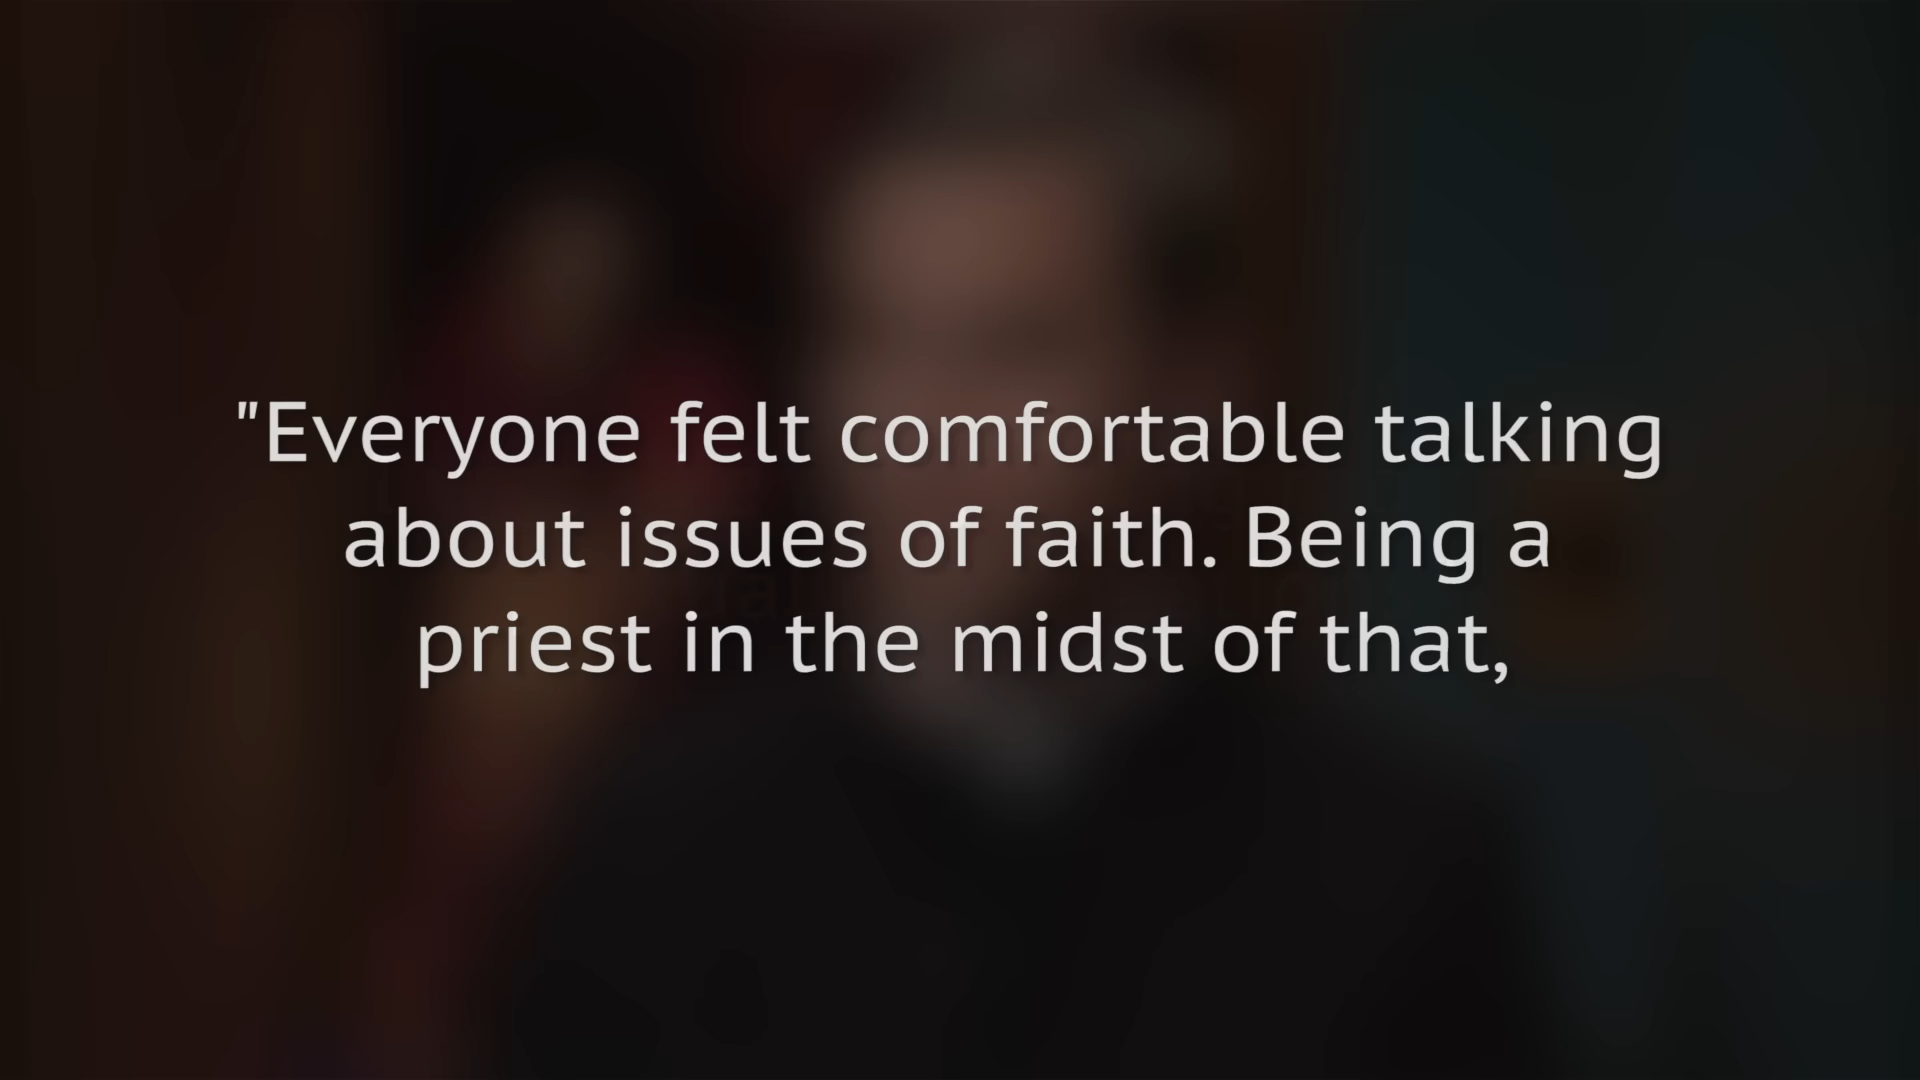 "Everyone felt comfortable talking
about issues of faith. Being a
priest in the midst of that,